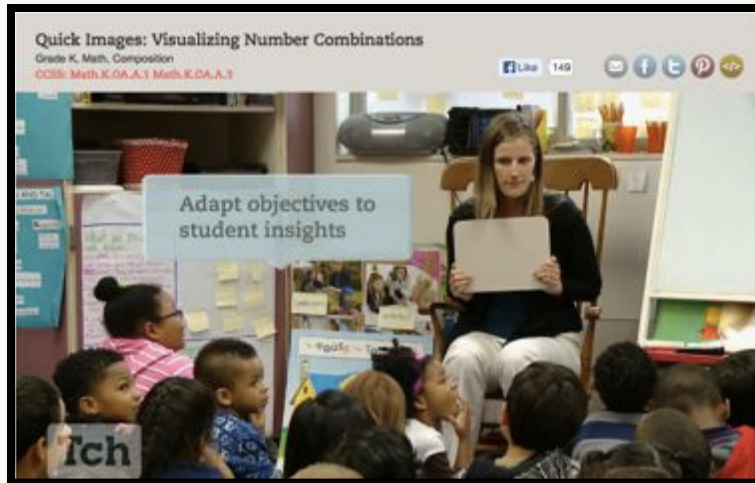 Quick Images: Visualizing Number Combinations
Grade K, Math, Composition
CCSS: Math.K.OA.A.1 Math.K.OA.A.3
Like 149
Adapt objectives to
student insights
Tch